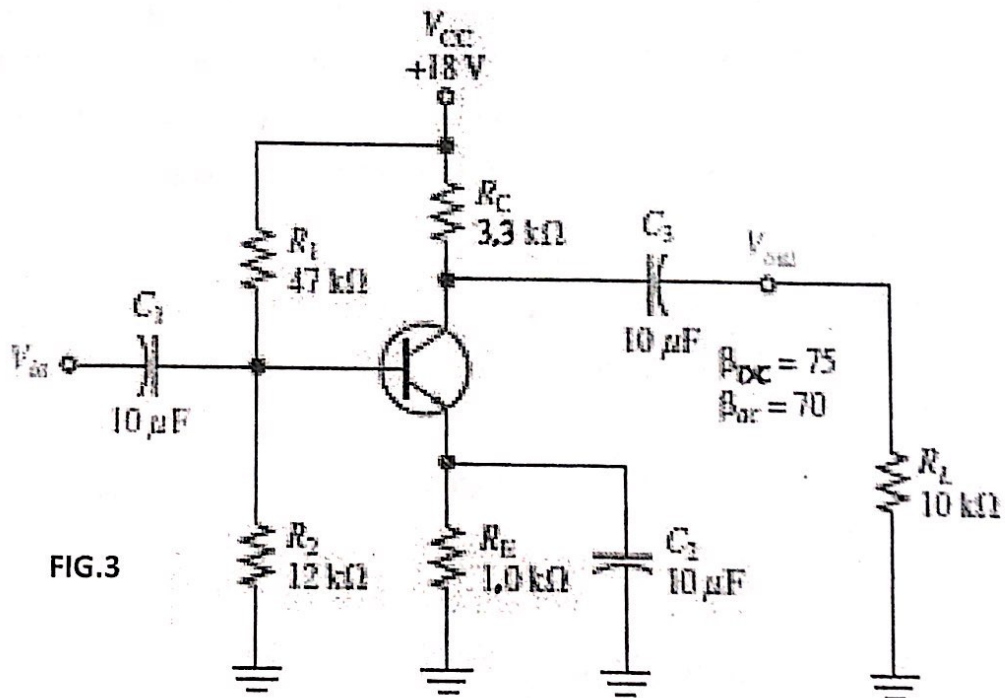 V_CC
+18 V
R_C
3.3 kΩ
R_1
47 kΩ
C_3
V_out
10 μF
C_1
V_in
10 μF
β_DC = 75
β_ac = 70
R_L
10 kΩ
R_2
12 kΩ
R_E
1.0 kΩ
C_2
10 μF
FIG.3